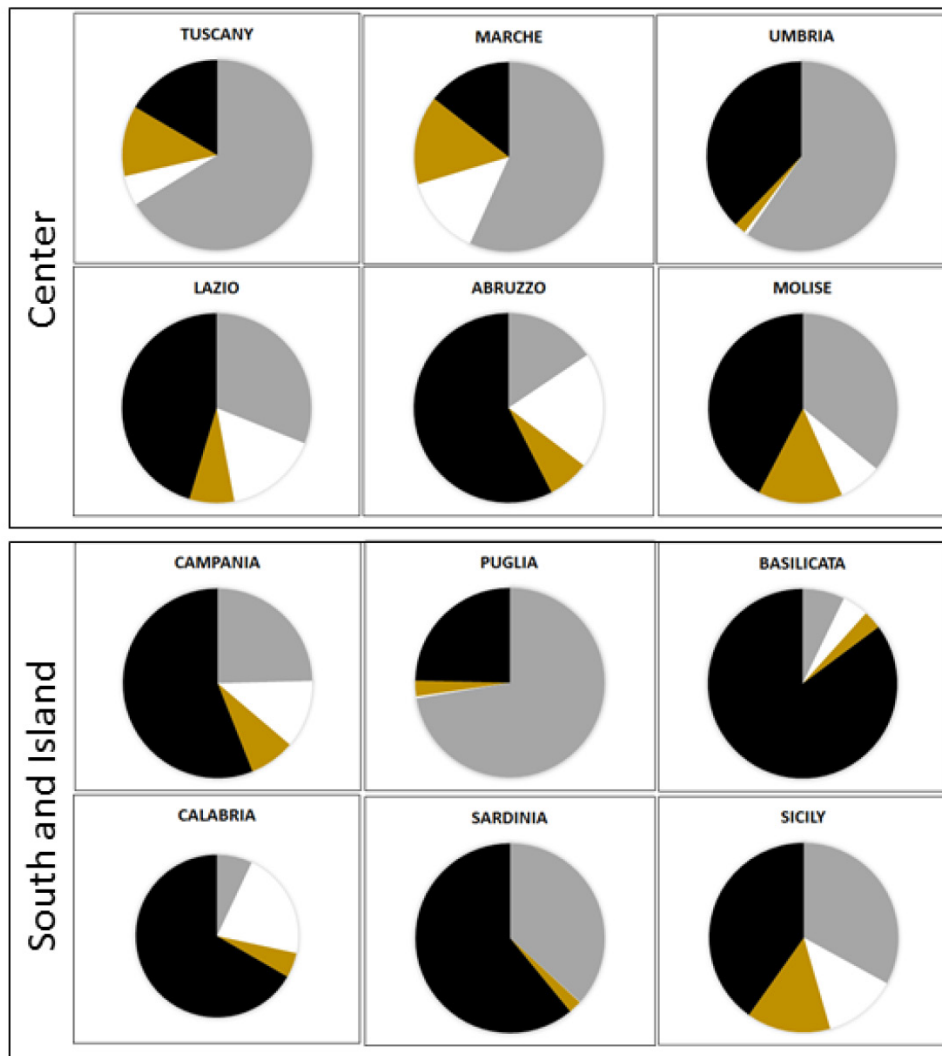 Center
TUSCANY
MARCHE
UMBRIA
LAZIO
ABRUZZO
MOLISE
South and Island
CAMPANIA
PUGLIA
BASILICATA
CALABRIA
SARDINIA
SICILY